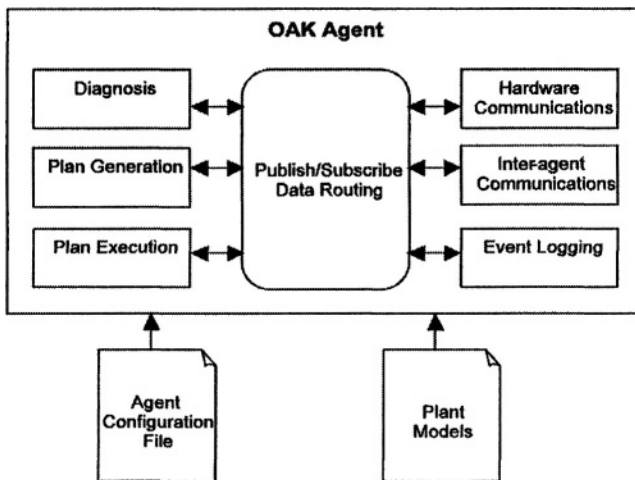 OAK Agent
Diagnosis
Plan Generation
Plan Execution
Publish/Subscribe
Data Routing
Hardware
Communications
Inter-agent
Communications
Event Logging
Agent
Configuration
File
Plant
Models